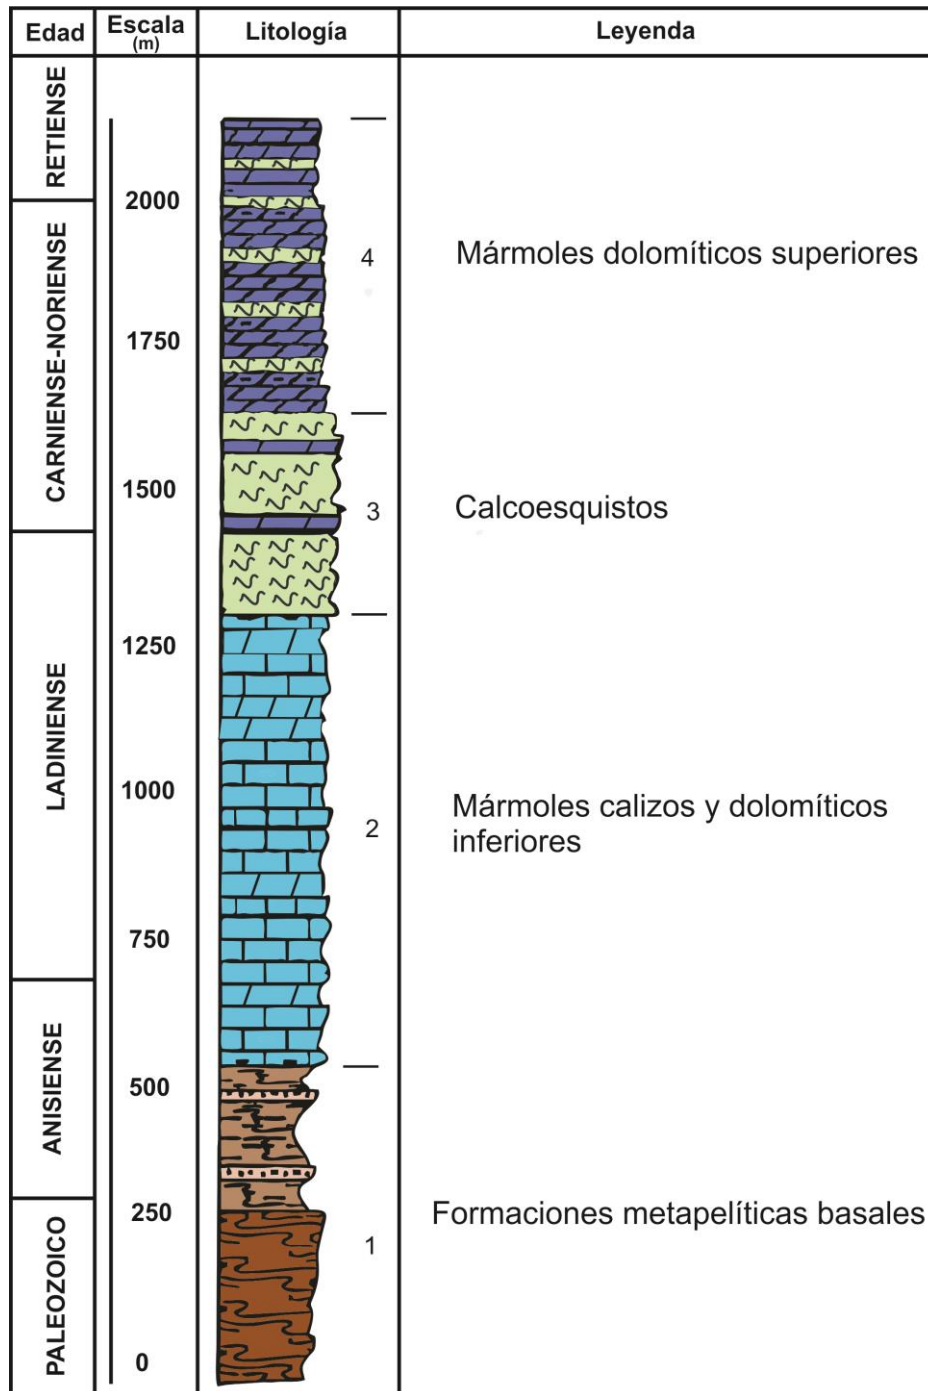 Edad
Escala
(m)
Litología
Leyenda
RETIENSE
CARNIENSE-NORIENSE
LADINIENSE
ANISIENSE
PALEOZOICO
2000
1750
1500
1250
1000
750
500
250
0
4
3
2
1
Mármoles dolomíticos superiores
Calcoesquistos
Mármoles calizos y dolomíticos
inferiores
Formaciones metapelíticas basales